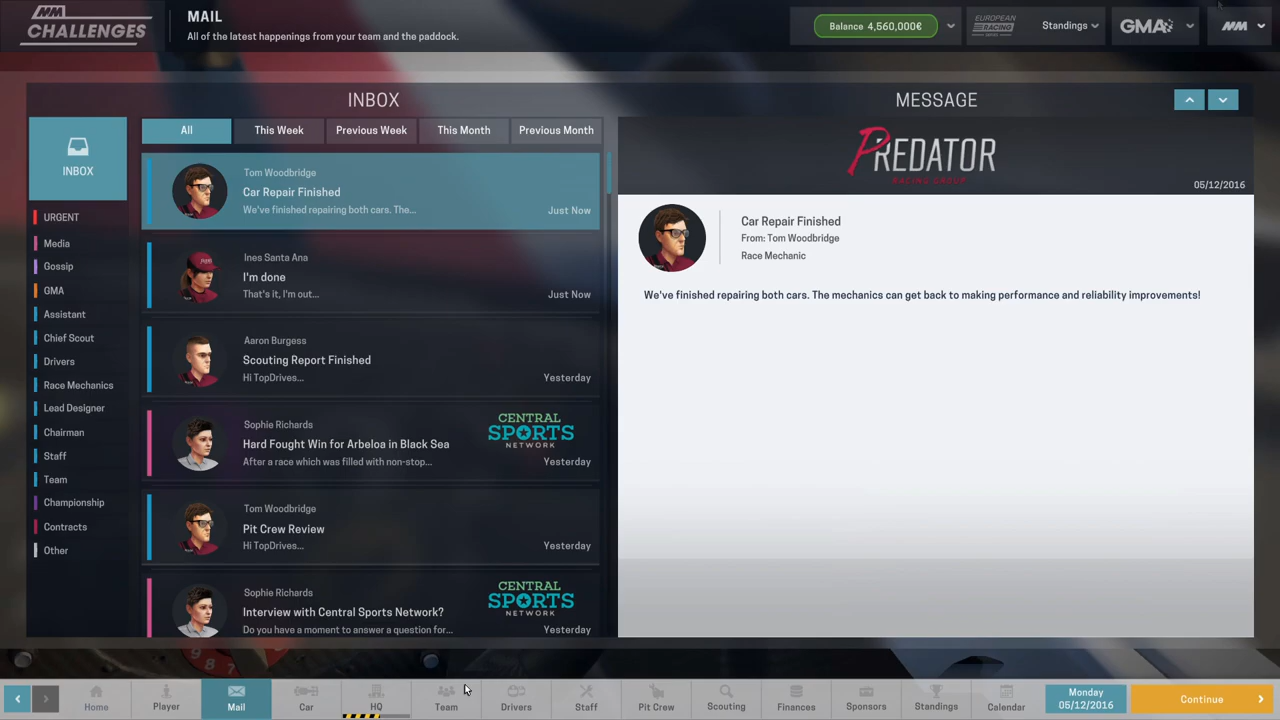 MM
CHALLENGES
MAIL
All of the latest happenings from your team and the paddock.
Balance 4,560,000€
EUROPEAN
RACING
SERIES
Standings
GMA
MM
INBOX
MESSAGE
INBOX
URGENT
Media
Gossip
GMA
Assistant
Chief Scout
Drivers
Race Mechanics
Lead Designer
Chairman
Staff
Team
Championship
Contracts
Other
All
This Week
Previous Week
This Month
Previous Month
Tom Woodbridge
Car Repair Finished
We've finished repairing both cars. The...
Just Now
Ines Santa Ana
I'm done
That's it, I'm out...
Just Now
Aaron Burgess
Scouting Report Finished
Hi TopDrives...
Yesterday
Sophie Richards
Hard Fought Win for Arbeloa in Black Sea
After a race which was filled with non-stop...
CENTRAL
SPORTS
NETWORK
Yesterday
Tom Woodbridge
Pit Crew Review
Hi TopDrives...
Yesterday
Sophie Richards
Interview with Central Sports Network?
Do you have a moment to answer a question for...
CENTRAL
SPORTS
NETWORK
Yesterday
PREDATOR
RACING GROUP
05/12/2016
Car Repair Finished
From: Tom Woodbridge
Race Mechanic
We've finished repairing both cars. The mechanics can get back to making performance and reliability improvements!
Home
Player
Mail
Car
HQ
Team
Drivers
Staff
Pit Crew
Scouting
Finances
Sponsors
Standings
Calendar
Monday
05/12/2016
Continue